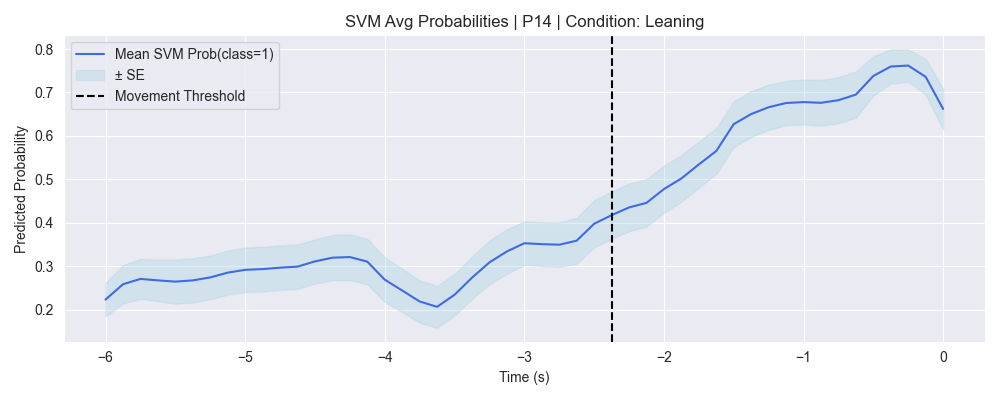 SVM Avg Probabilities | P14 | Condition: Leaning
Mean SVM Prob(class=1)
± SE
Movement Threshold
Predicted Probability
0.8
0.7
0.6
0.5
0.4
0.3
0.2
−6
−5
−4
−3
−2
−1
0
Time (s)